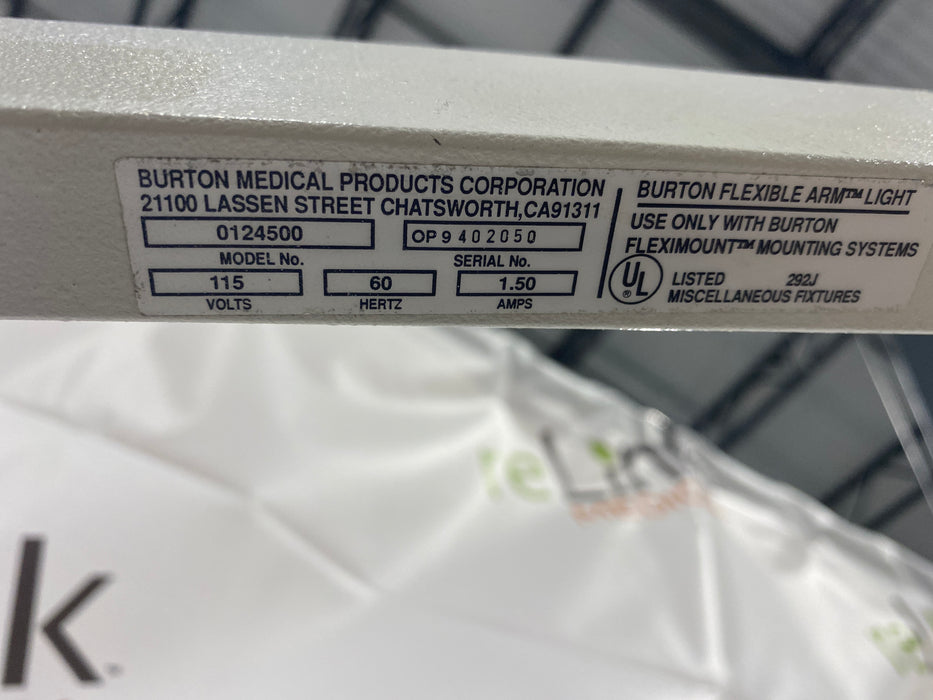 BURTON MEDICAL PRODUCTS CORPORATION
21100 LASSEN STREET CHATSWORTH,CA91311
0124500
OP9402050
MODEL No.
SERIAL No.
115
60
1.50
VOLTS
HERTZ
AMPS
BURTON FLEXIBLE ARM™ LIGHT
USE ONLY WITH BURTON
FLEXIMOUNT™ MOUNTING SYSTEMS
UL
®
LISTED 292J
MISCELLANEOUS FIXTURES
k